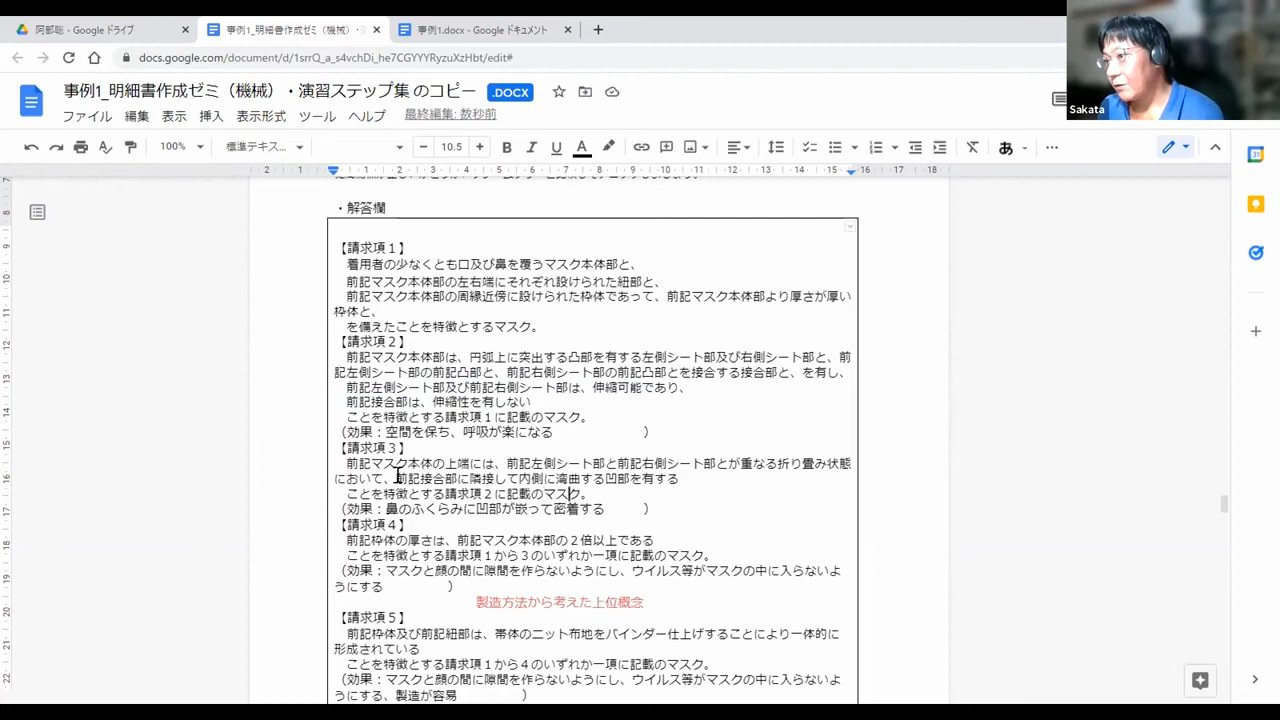 阿部聡 - Google ドライブ
事例1_明細書作成ゼミ（機械）・
事例1.docx - Google ドキュメント
docs.google.com/document/d/1srrQ_a_s4vchDi_he7CGYYYRyzuXzHbt/edit#
事例1_明細書作成ゼミ（機械）・演習ステップ集 のコピー
.DOCX
ファイル 編集 表示 挿入 表示形式 ツール ヘルプ 最終編集: 数秒前
Sakata
100% 標準テキス... 10.5
2 1 1 2 3 4 5 6 7 8 9 10 11 12 13 14 15 16 17 18
・解答欄
【請求項１】
着用者の少なくとも口及び鼻を覆うマスク本体部と、
前記マスク本体部の左右端にそれぞれ設けられた紐部と、
前記マスク本体部の周縁近傍に設けられた枠体であって、前記マスク本体部より厚さが厚い
枠体と、
を備えたことを特徴とするマスク。
【請求項２】
前記マスク本体部は、円弧上に突出する凸部を有する左側シート部及び右側シート部と、前
記左側シート部の前記凸部と、前記右側シート部の前記凸部とを接合する接合部と、を有し、
前記左側シート部及び前記右側シート部は、伸縮可能であり、
前記接合部は、伸縮性を有しない
ことを特徴とする請求項１に記載のマスク。
（効果：空間を保ち、呼吸が楽になる ）
【請求項３】
前記マスク本体の上端には、前記左側シート部と前記右側シート部とが重なる折り畳み状態
において、前記接合部に隣接して内側に湾曲する凹部を有する
ことを特徴とする請求項２に記載のマスク。
（効果：鼻のふくらみに凹部が嵌って密着する ）
【請求項４】
前記枠体の厚さは、前記マスク本体部の２倍以上である
ことを特徴とする請求項１から３のいずれか一項に記載のマスク。
（効果：マスクと顔の間に隙間を作らないようにし、ウイルス等がマスクの中に入らないよ
うにする ）
製造方法から考えた上位概念
【請求項５】
前記枠体及び前記紐部は、帯体のニット布地をバインダー仕上げすることにより一体的に
形成されている
ことを特徴とする請求項１から４のいずれか一項に記載のマスク。
（効果：マスクと顔の間に隙間を作らないようにし、ウイルス等がマスクの中に入らないよ
うにする、製造が容易 ）